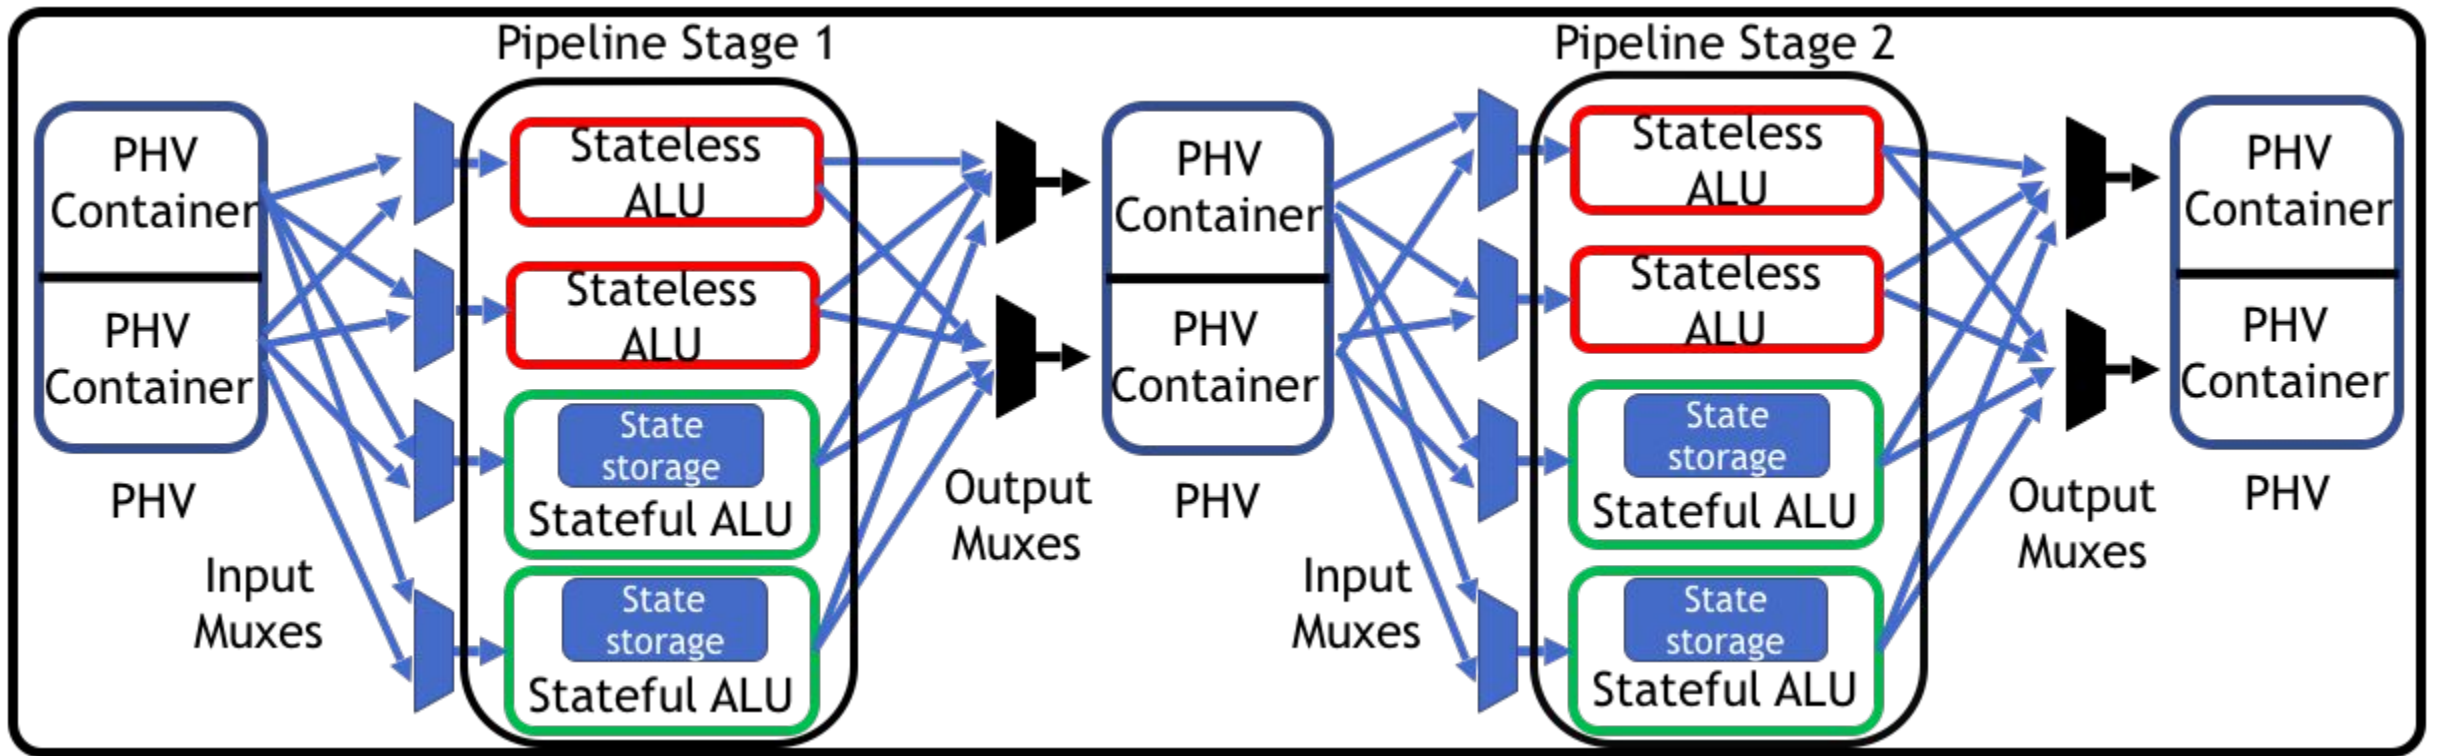 Pipeline Stage 1
Pipeline Stage 2
PHV
Container
PHV
Container
PHV
Input
Muxes
Stateless
ALU
Stateless
ALU
State
storage
Stateful ALU
State
storage
Stateful ALU
Output
Muxes
PHV
Container
PHV
Container
PHV
Input
Muxes
Stateless
ALU
Stateless
ALU
State
storage
Stateful ALU
State
storage
Stateful ALU
Output
Muxes
PHV
Container
PHV
Container
PHV